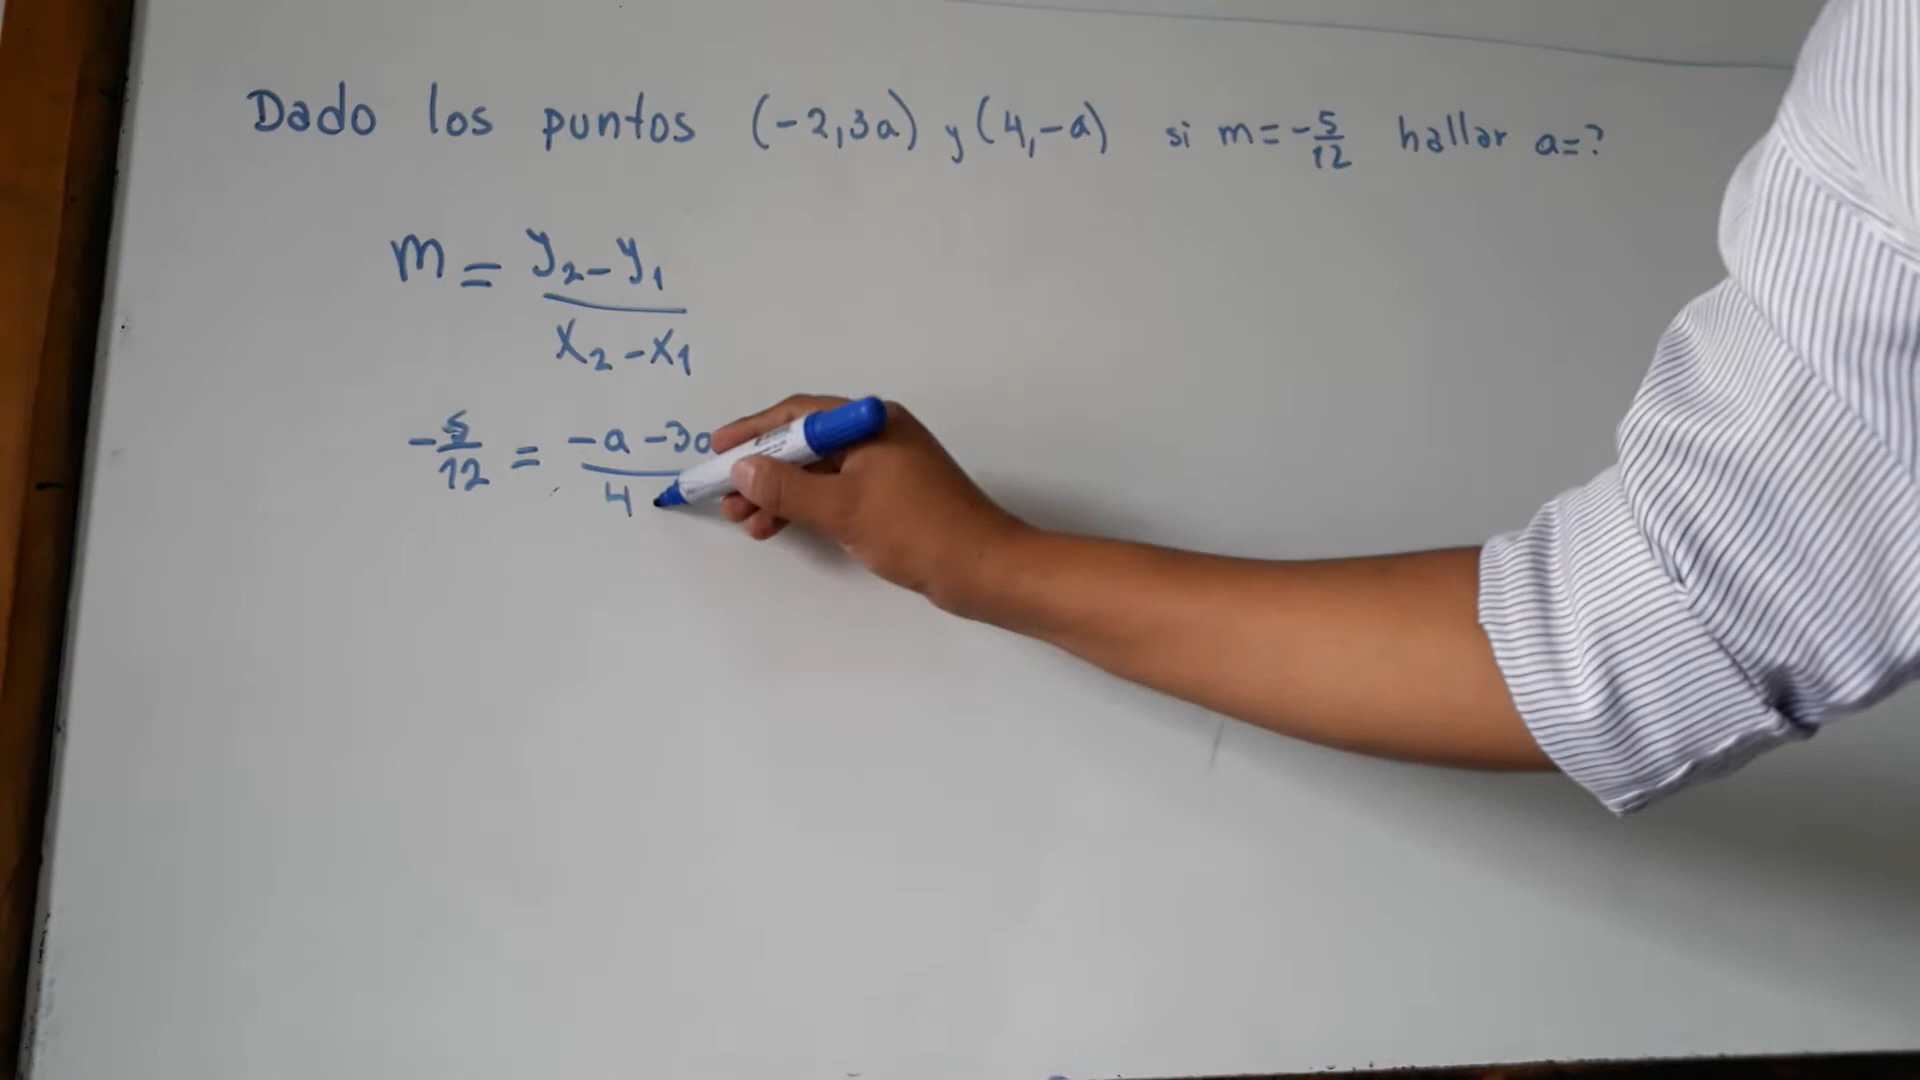 Dado los puntos (-2,3a) y (4,-a) si m=-5/12 hallar a=?
m = y₂-y₁/x₂-x₁
-5/12 = -a-3a/4